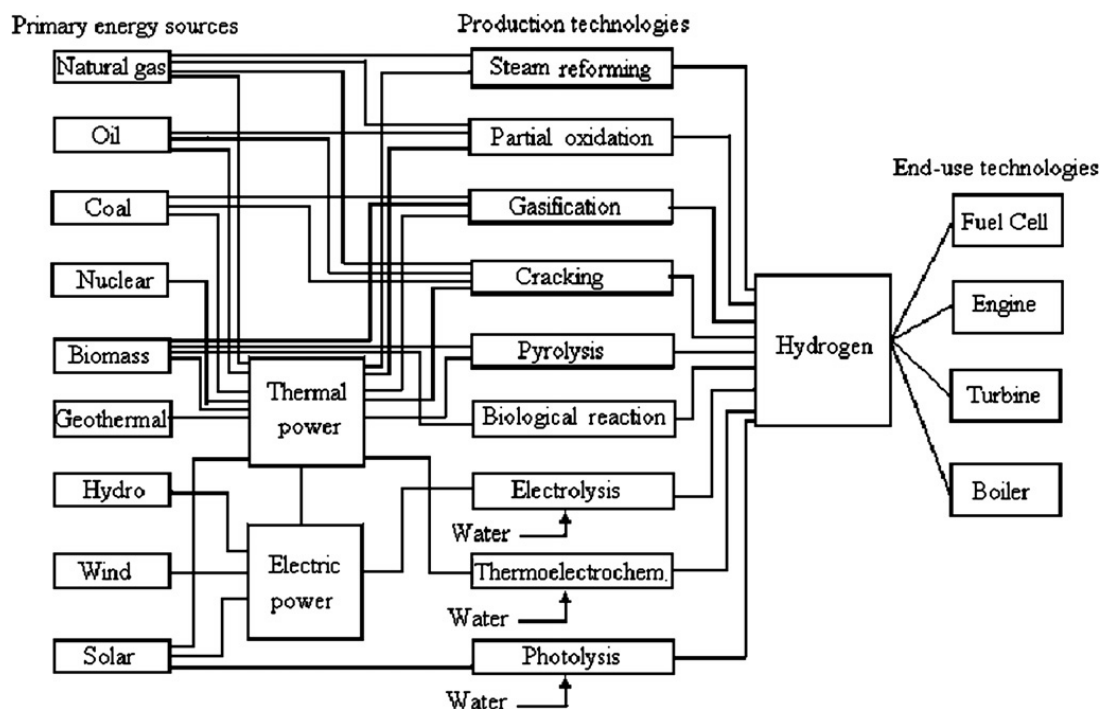 Primary energy sources
Production technologies
Natural gas
Steam reforming
Oil
Partial oxidation
End-use technologies
Coal
Gasification
Fuel Cell
Nuclear
Cracking
Engine
Biomass
Pyrolysis
Hydrogen
Thermal
power
Turbine
Geothermal
Biological reaction
Hydro
Electrolysis
Boiler
Water
Electric
power
Wind
Thermoelectrochem.
Water
Solar
Photolysis
Water